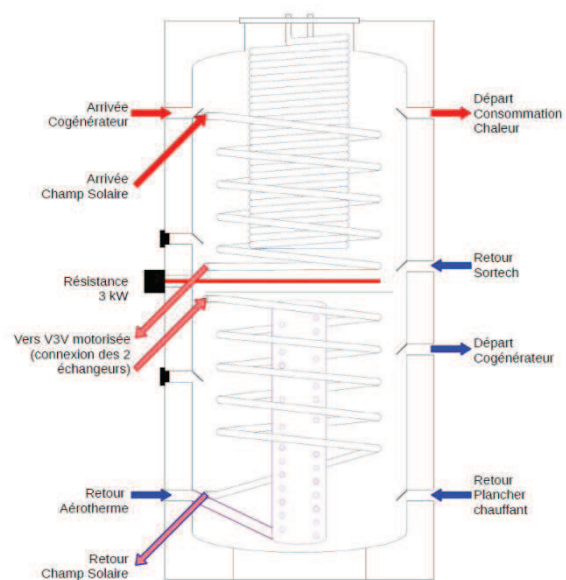 Arrivée
Cogénérateur
Départ
Consommation
Chaleur
Arrivée
Champ Solaire
Retour
Sortech
Résistance
3 kW
Vers V3V motorisée
(connexion des 2
échangeurs)
Départ
Cogénérateur
Retour
Aérotherme
Retour
Plancher
chauffant
Retour
Champ Solaire